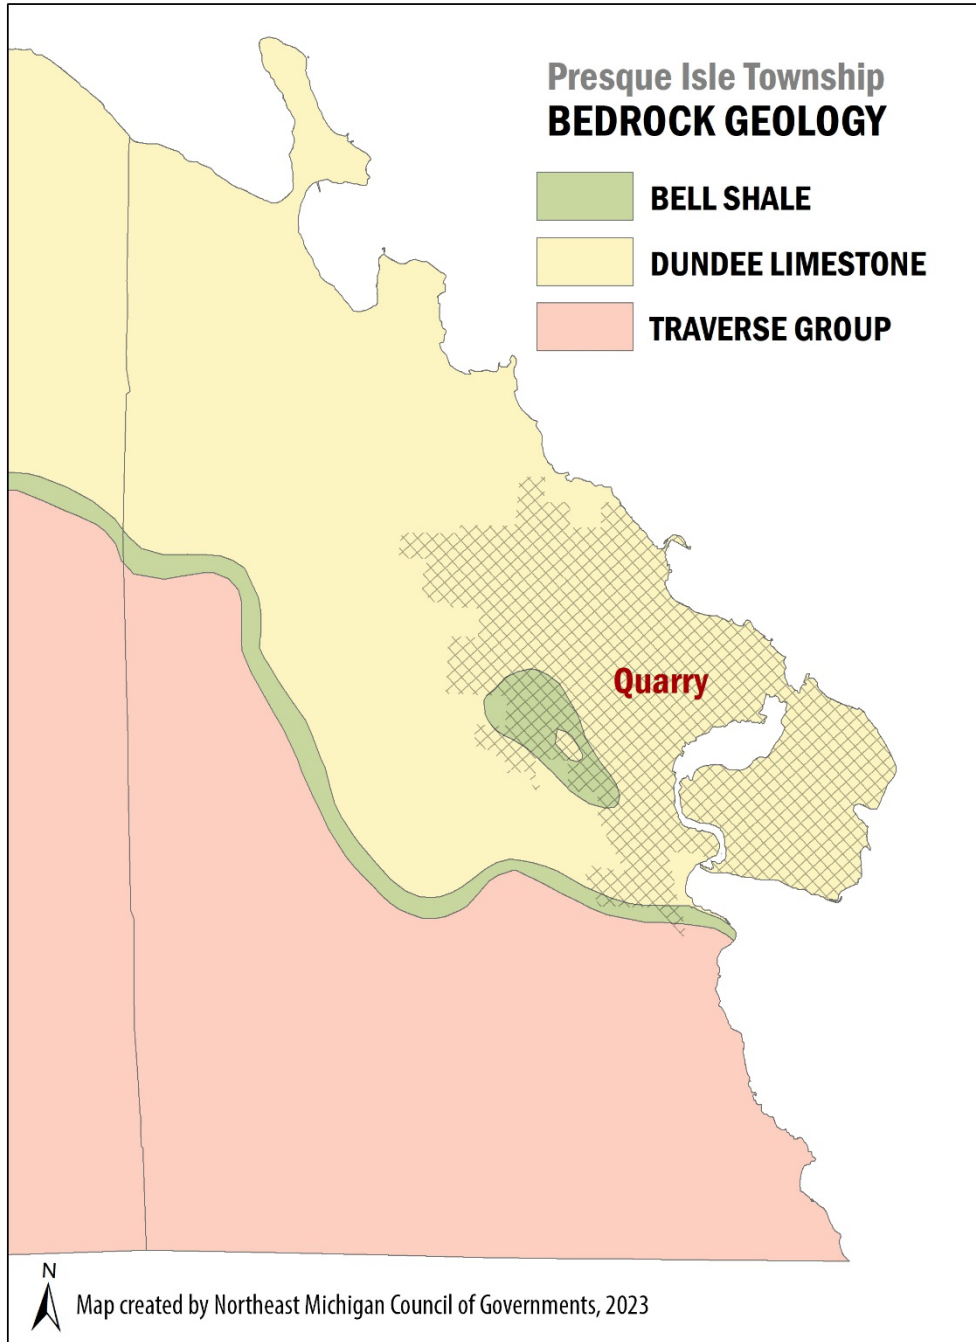 Presque Isle Township
BEDROCK GEOLOGY
BELL SHALE
DUNDEE LIMESTONE
TRAVERSE GROUP
Quarry
N
Map created by Northeast Michigan Council of Governments, 2023